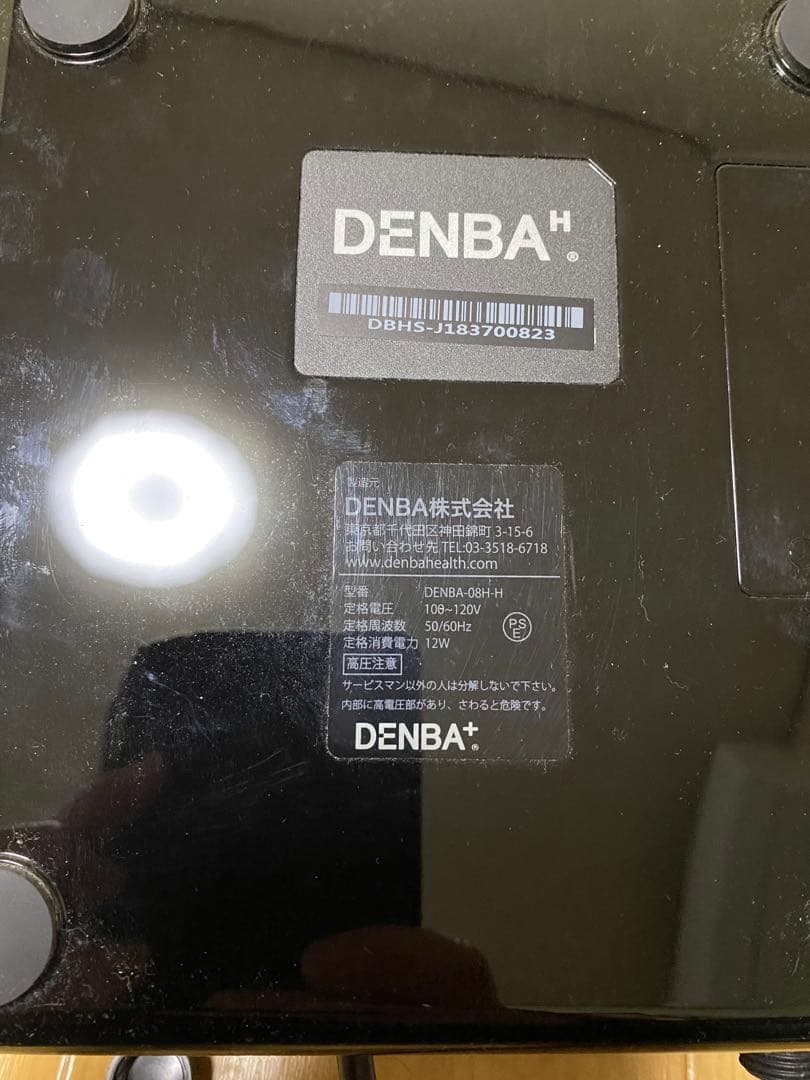 DENBA H ®
DBHS-J183700823
製造元
DENBA株式会社
東京都千代田区神田錦町 3-15-6
お問い合わせ先 TEL:03-3518-6718
www.denbahealth.com
型番 DENBA-08H-H
定格電圧 100~120V
定格周波数 50/60Hz
定格消費電力 12W
PSE
高圧注意
サービスマン以外の人は分解しないで下さい。
内部に高電圧部があり、さわると危険です。
DENBA+®